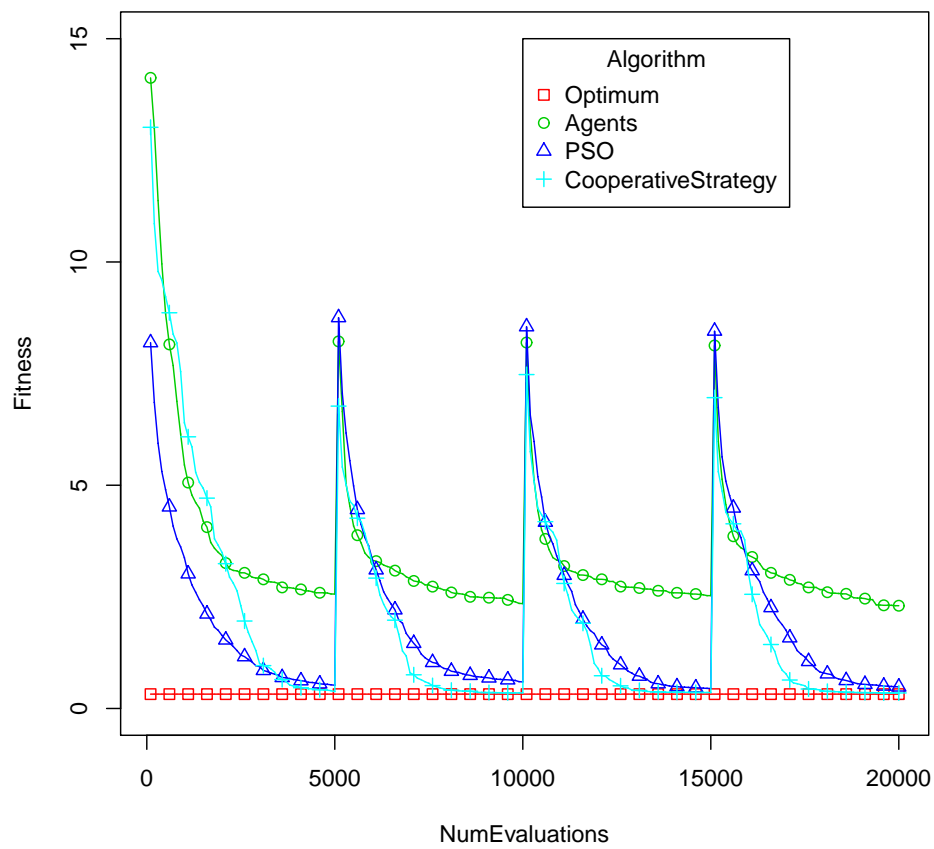 15
10
5
0
Fitness
Algorithm
Optimum
Agents
PSO
CooperativeStrategy
0 5000 10000 15000 20000
NumEvaluations